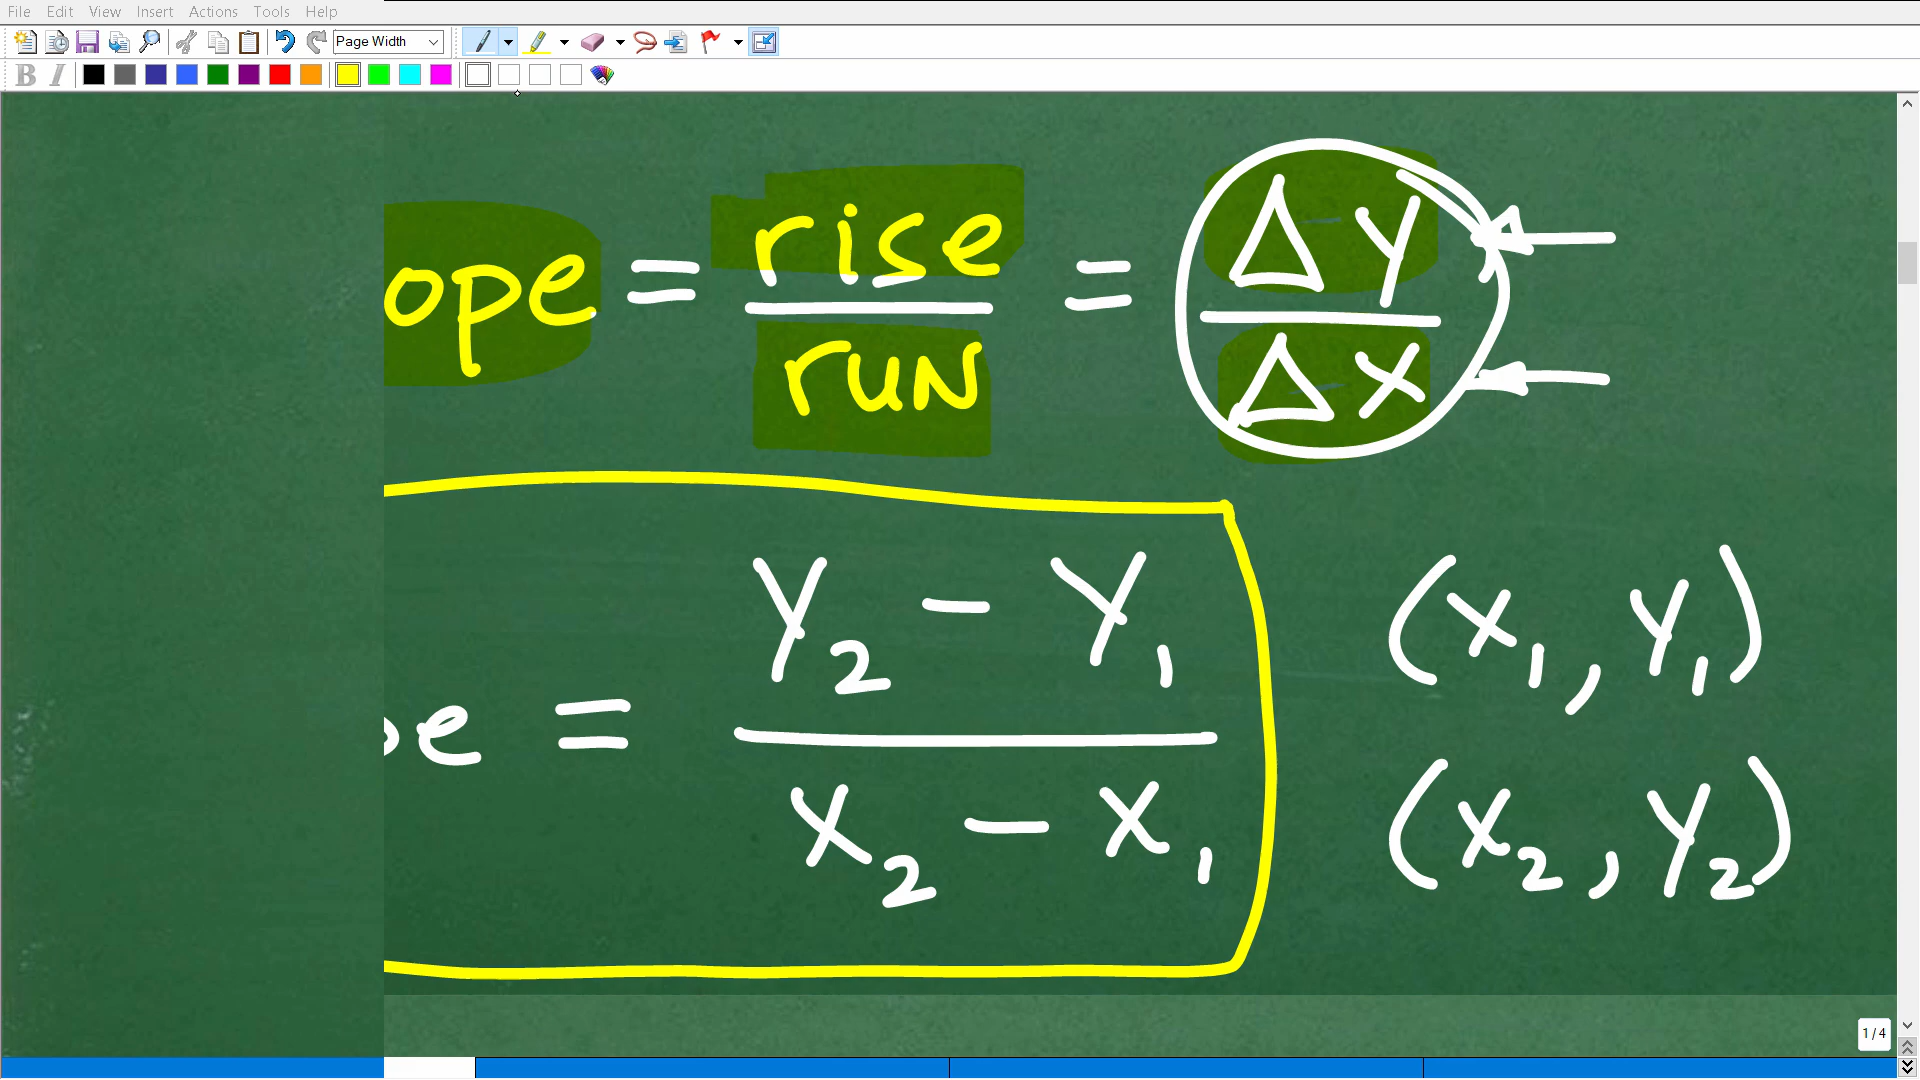 File Edit View Insert Actions Tools Help
Page Width
B I
ope = rise / run = Δy / Δx
pe = y₂ - y₁ / x₂ - x₁
(x₁, y₁)
(x₂, y₂)
1 / 4